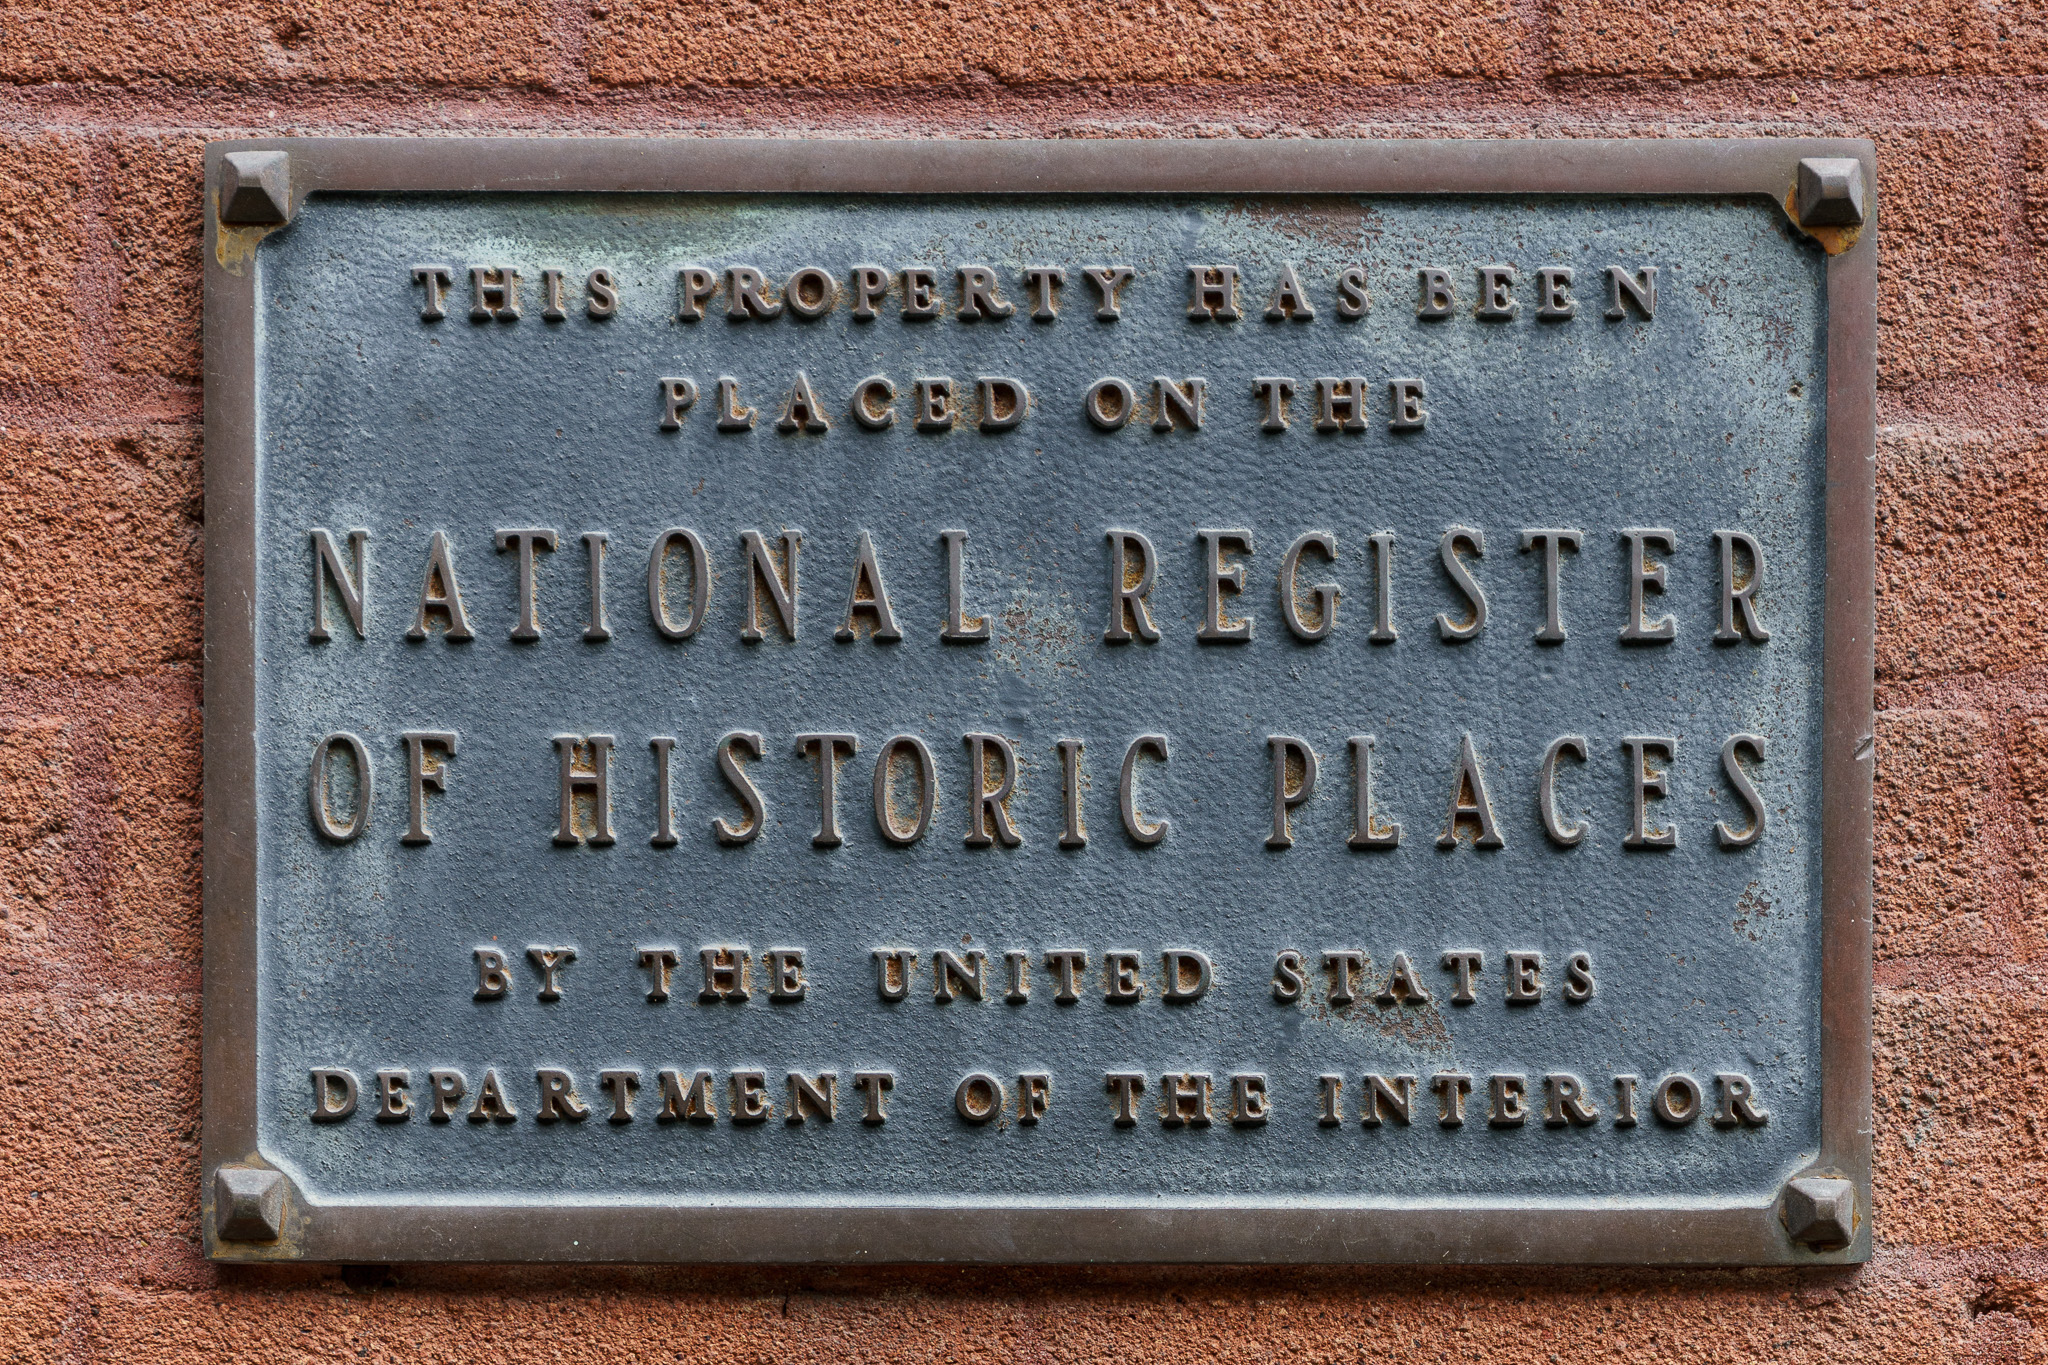 THIS PROPERTY HAS BEEN
PLACED ON THE
NATIONAL REGISTER
OF HISTORIC PLACES
BY THE UNITED STATES
DEPARTMENT OF THE INTERIOR